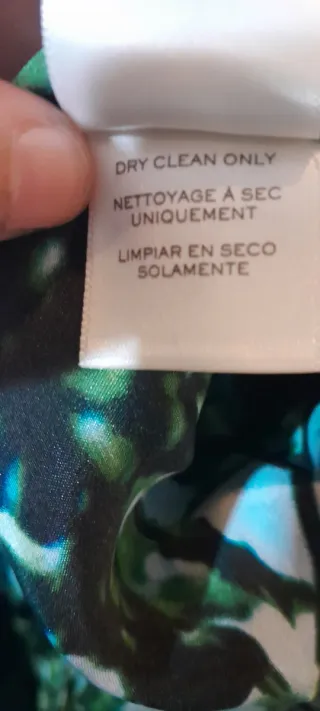 DRY CLEAN ONLY
NETTOYAGE À SEC
UNIQUEMENT
LIMPIAR EN SECO
SOLAMENTE